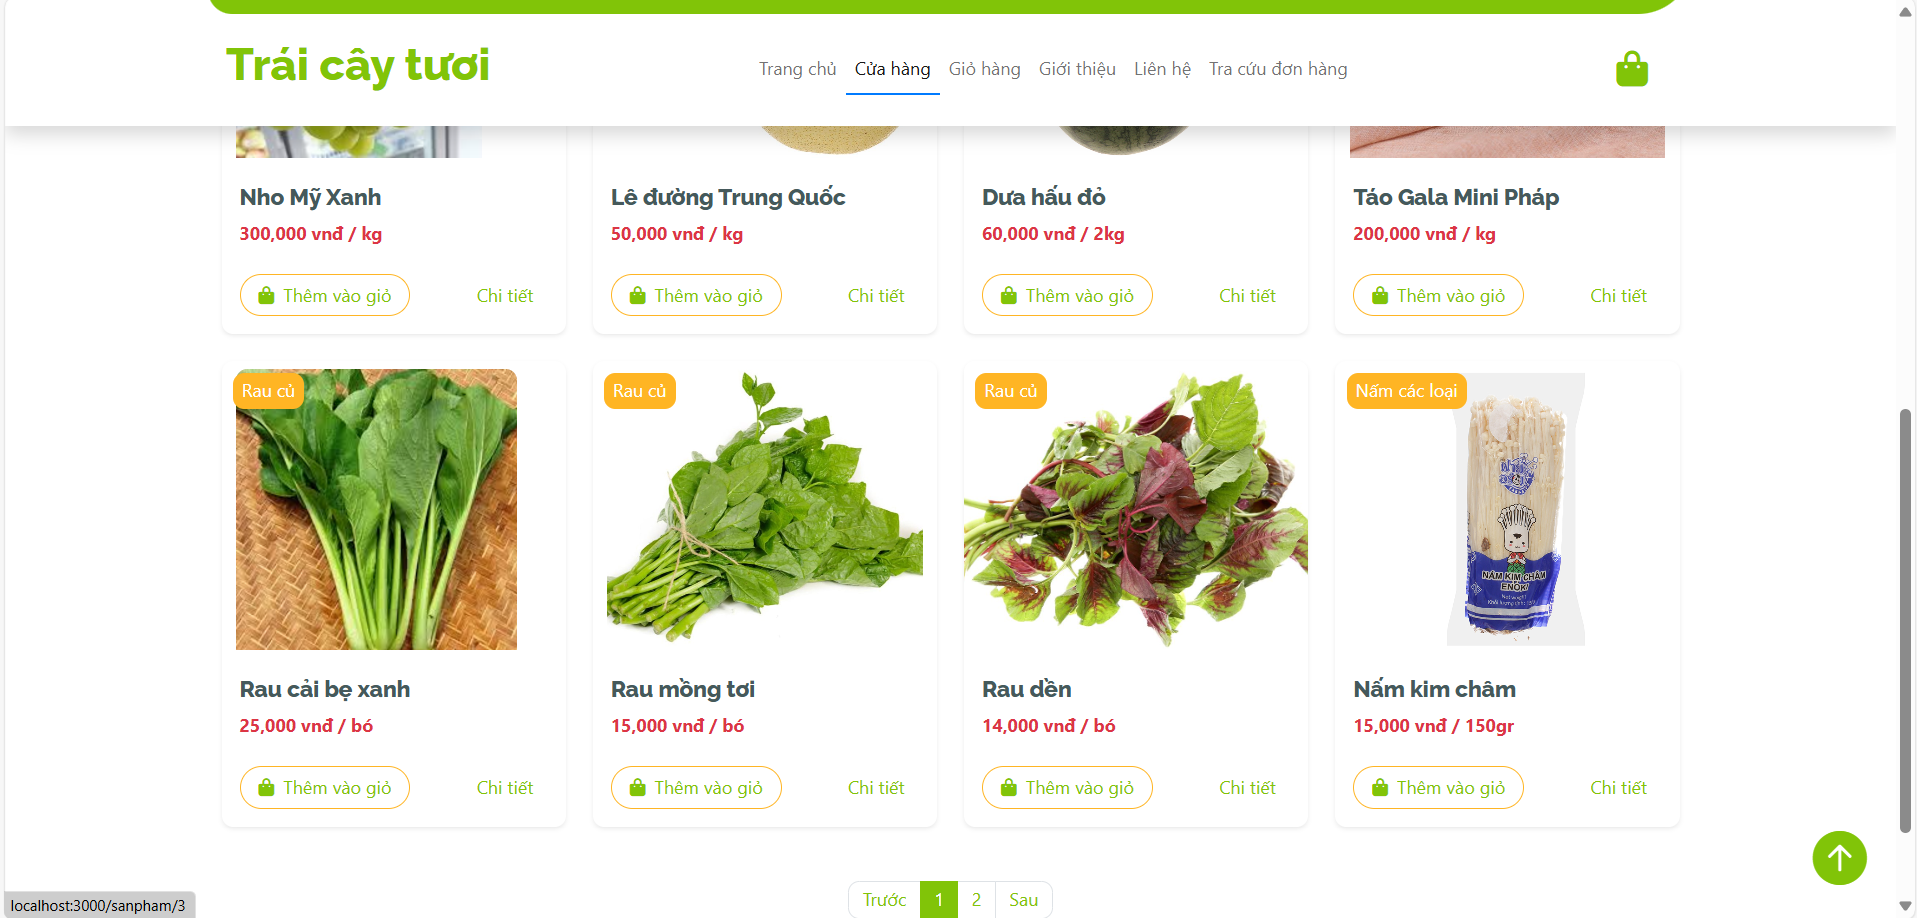 Trái cây tươi
Trang chủ Cửa hàng Giỏ hàng Giới thiệu Liên hệ Tra cứu đơn hàng
Nho Mỹ Xanh
300,000 vnđ / kg
Thêm vào giỏ Chi tiết
Lê đường Trung Quốc
50,000 vnđ / kg
Thêm vào giỏ Chi tiết
Dưa hấu đỏ
60,000 vnđ / 2kg
Thêm vào giỏ Chi tiết
Táo Gala Mini Pháp
200,000 vnđ / kg
Thêm vào giỏ Chi tiết
Rau củ
Rau cải bẹ xanh
25,000 vnđ / bó
Thêm vào giỏ Chi tiết
Rau củ
Rau mồng tơi
15,000 vnđ / bó
Thêm vào giỏ Chi tiết
Rau củ
Rau dền
14,000 vnđ / bó
Thêm vào giỏ Chi tiết
Nấm các loại
NẤM KIM CHÂM
ENOKI
Nấm kim châm
15,000 vnđ / 150gr
Thêm vào giỏ Chi tiết
Trước 1 2 Sau
localhost:3000/sanpham/3